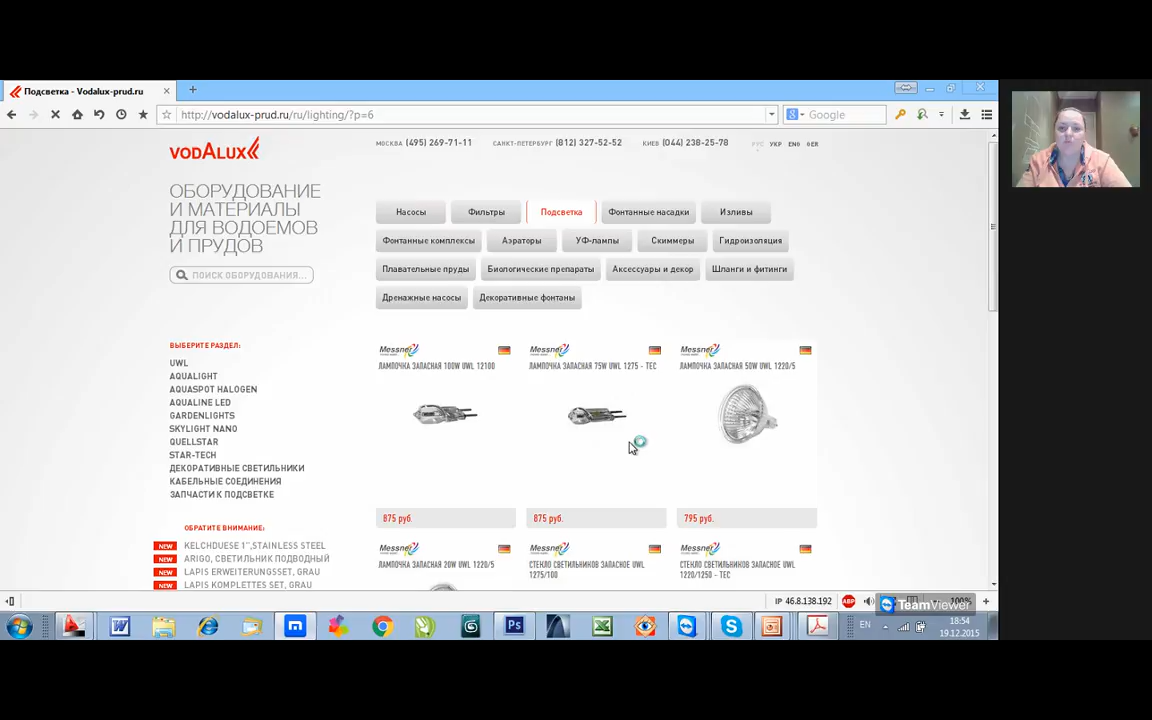 Подсветка - Vodalux-prud.ru
http://vodalux-prud.ru/ru/lighting/?p=6
Google
VODALUX
МОСКВА (495) 269-71-11
САНКТ-ПЕТЕРБУРГ (812) 327-52-52
КИЕВ (044) 238-25-78
РУС УКР ENG GER
ОБОРУДОВАНИЕ
И МАТЕРИАЛЫ
ДЛЯ ВОДОЕМОВ
И ПРУДОВ
ПОИСК ОБОРУДОВАНИЯ...
Насосы
Фильтры
Подсветка
Фонтанные насадки
Изливы
Фонтанные комплексы
Аэраторы
УФ-лампы
Скиммеры
Гидроизоляция
Плавательные пруды
Биологические препараты
Аксессуары и декор
Шланги и фитинги
Дренажные насосы
Декоративные фонтаны
ВЫБЕРИТЕ РАЗДЕЛ:
UWL
AQUALIGHT
AQUASPOT HALOGEN
AQUALINE LED
GARDENLIGHTS
SKYLIGHT NANO
QUELLSTAR
STAR-TECH
ДЕКОРАТИВНЫЕ СВЕТИЛЬНИКИ
КАБЕЛЬНЫЕ СОЕДИНЕНИЯ
ЗАПЧАСТИ К ПОДСВЕТКЕ
ОБРАТИТЕ ВНИМАНИЕ:
NEW KELCHDUESE 1'',STAINLESS STEEL
NEW ARIGO, СВЕТИЛЬНИК ПОДВОДНЫЙ
NEW LAPIS ERWEITERUNGSSET, GRAU
NEW LAPIS KOMPLETTES SET, GRAU
Messner
ЛАМПОЧКА ЗАПАСНАЯ 100W UWL 12100
875 руб.
Messner
ЛАМПОЧКА ЗАПАСНАЯ 75W UWL 1275 - TEC
875 руб.
Messner
ЛАМПОЧКА ЗАПАСНАЯ 50W UWL 1220/5
795 руб.
Messner
ЛАМПОЧКА ЗАПАСНАЯ 20W UWL 1220/5
Messner
СТЕКЛО СВЕТИЛЬНИКОВ ЗАПАСНОЕ UWL
1275/100
Messner
СТЕКЛО СВЕТИЛЬНИКОВ ЗАПАСНОЕ UWL
1220/1250 - TEC
IP 46.8.138.192
ABP
TeamViewer
100%
Ps
EN
18:54
19.12.2015